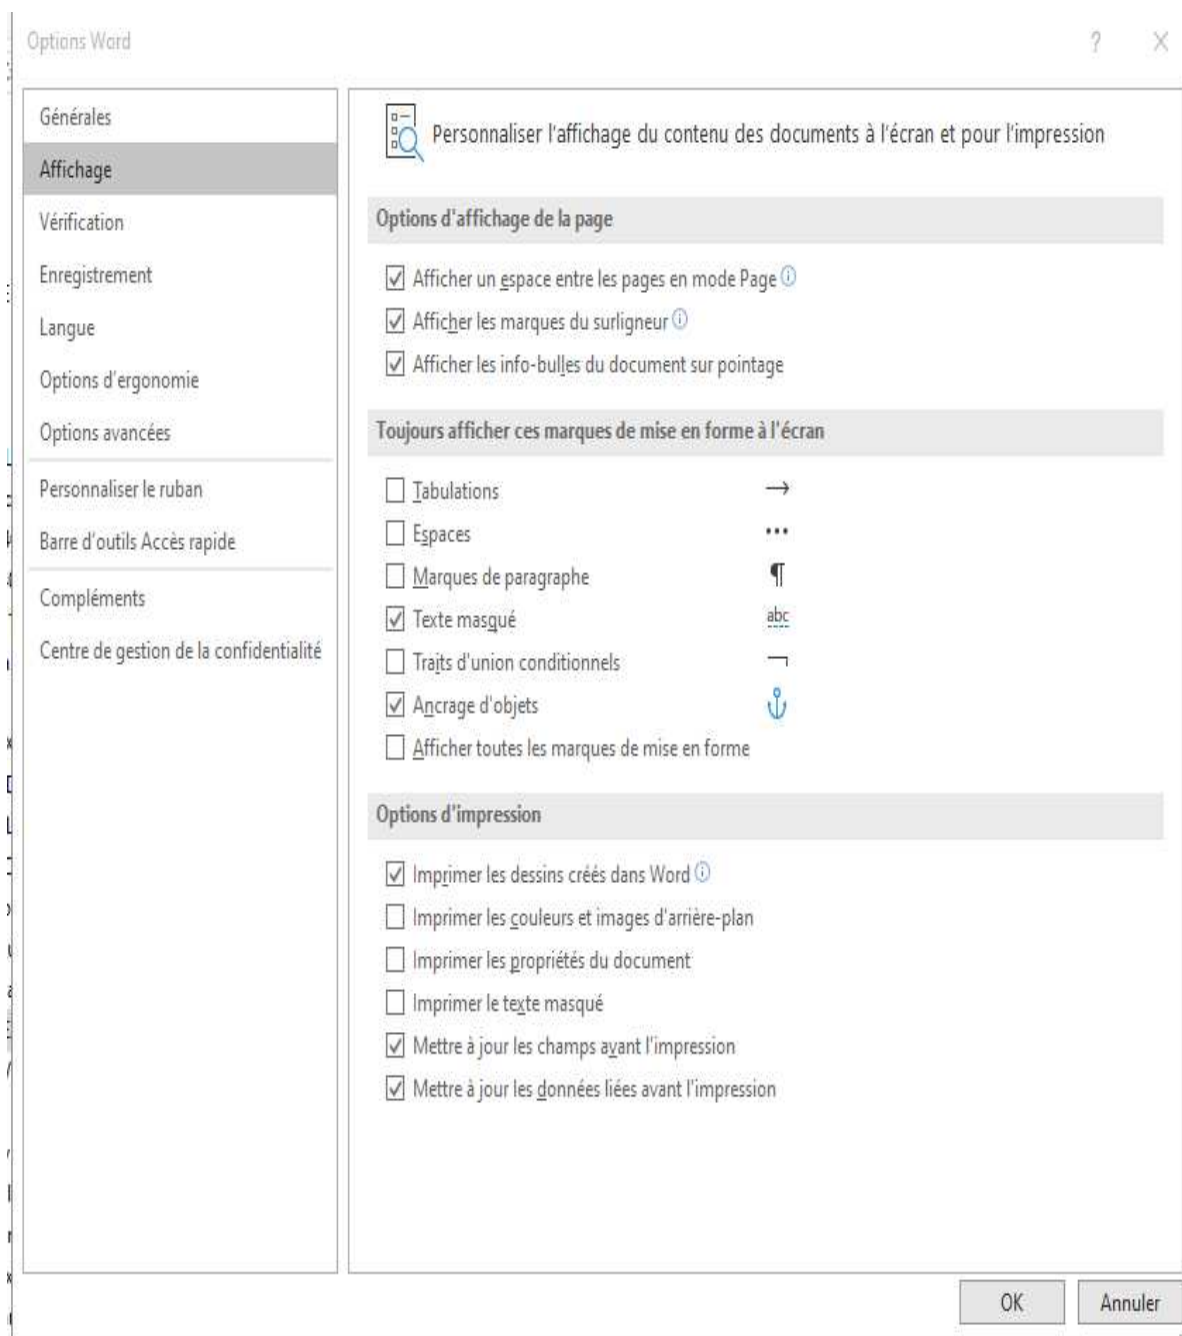 Options Word
?
Générales
Affichage
Vérification
Enregistrement
Langue
Options d'ergonomie
Options avancées
Personnaliser le ruban
Barre d'outils Accès rapide
Compléments
Centre de gestion de la confidentialité
Personnaliser l'affichage du contenu des documents à l'écran et pour l'impression
Options d'affichage de la page
Afficher un espace entre les pages en mode Page
Afficher les marques du surligneur
Afficher les info-bulles du document sur pointage
Toujours afficher ces marques de mise en forme à l'écran
Tabulations →
Espaces •••
Marques de paragraphe ¶
Texte masqué abc
Traits d'union conditionnels ¬
Ancrage d'objets
Afficher toutes les marques de mise en forme
Options d'impression
Imprimer les dessins créés dans Word
Imprimer les couleurs et images d'arrière-plan
Imprimer les propriétés du document
Imprimer le texte masqué
Mettre à jour les champs avant l'impression
Mettre à jour les données liées avant l'impression
OK Annuler